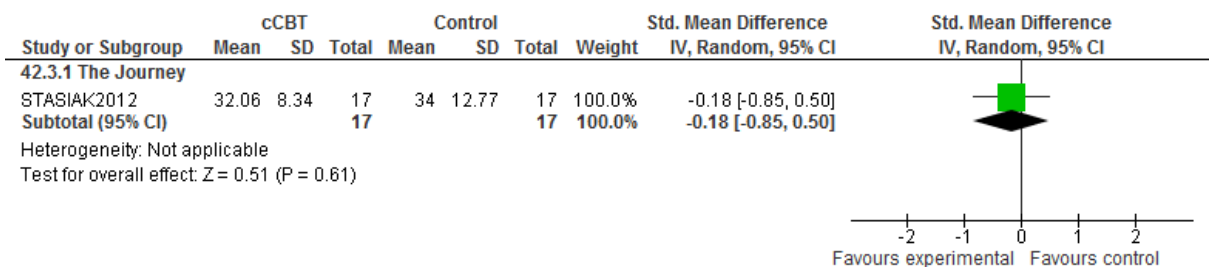 cCBT Control Std. Mean Difference Std. Mean Difference
Study or Subgroup Mean SD Total Mean SD Total Weight IV, Random, 95% CI IV, Random, 95% CI
42.3.1 The Journey
STASIAK2012 32.06 8.34 17 34 12.77 17 100.0% -0.18 [-0.85, 0.50]
Subtotal (95% CI) 17 17 100.0% -0.18 [-0.85, 0.50]
Heterogeneity: Not applicable
Test for overall effect: Z = 0.51 (P = 0.61)
-2 -1 0 1 2
Favours experimental Favours control